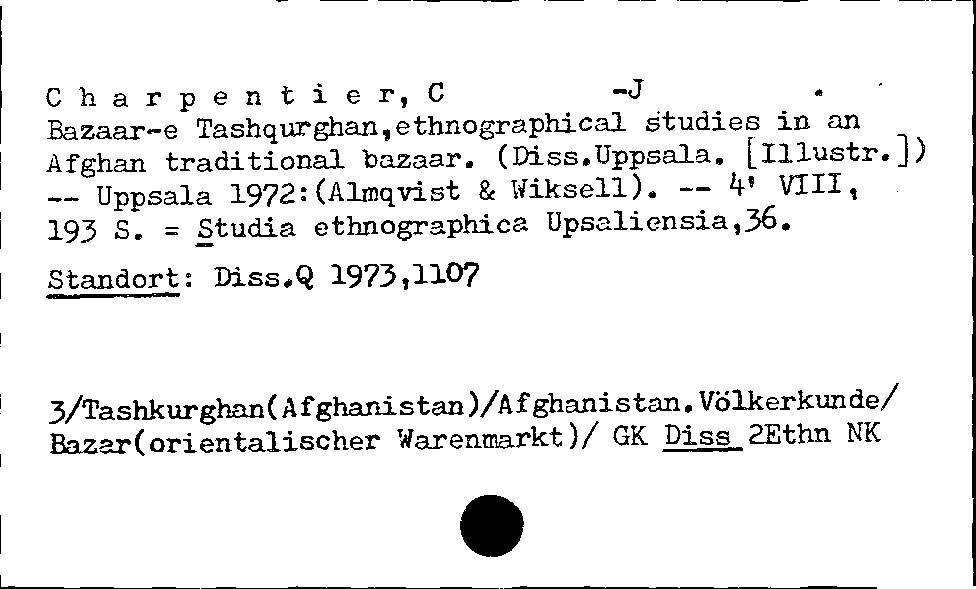 C h a r p e n t i e r, C -J .
Bazaar-e Tashqurghan,ethnographical studies in an
Afghan traditional bazaar. (Diss.Uppsala. [Illustr.])
-- Uppsala 1972:(Almqvist & Wiksell). -- 4' VIII,
193 S. = Studia ethnographica Upsaliensia,36.
Standort: Diss.Q 1973,1107
3/Tashkurghan(Afghanistan)/Afghanistan.Völkerkunde/
Bazar(orientalischer Warenmarkt)/ GK Diss 2Ethn NK